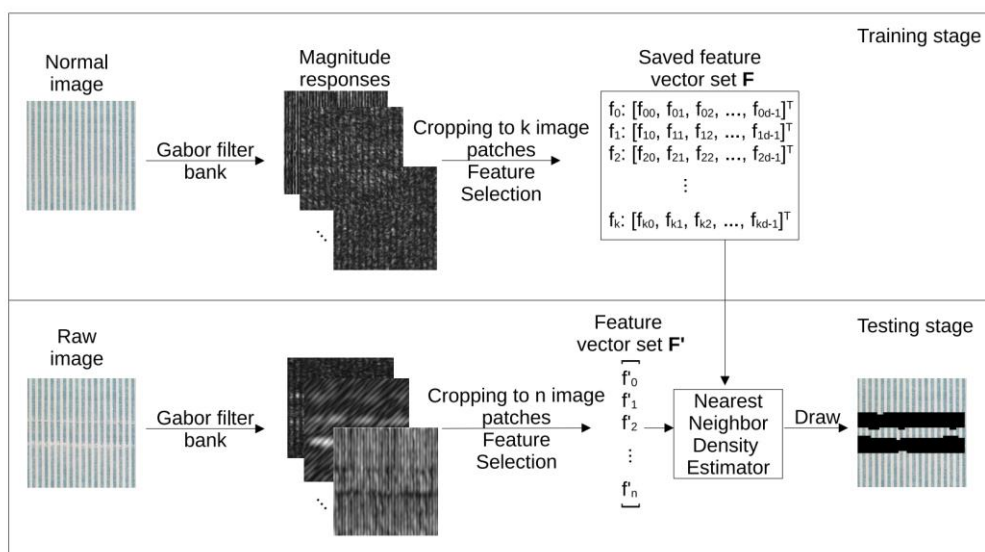 Training stage
Normal
image
Magnitude
responses
Saved feature
vector set F
Gabor filter
bank
Cropping to k image
patches
Feature
Selection
f₀: [f₀₀, f₀₁, f₀₂, ..., f₀d-₁]ᵀ
f₁: [f₁₀, f₁₁, f₁₂, ..., f₁d-₁]ᵀ
f₂: [f₂₀, f₂₁, f₂₂, ..., f₂d-₁]ᵀ
⋮
fₖ: [fₖ₀, fₖ₁, fₖ₂, ..., fₖd-₁]ᵀ
⋱
Testing stage
Raw
image
Feature
vector set F'
Gabor filter
bank
Cropping to n image
patches
Feature
Selection
f'₀
f'₁
f'₂
⋮
f'ₙ
Nearest
Neighbor
Density
Estimator
Draw
⋱